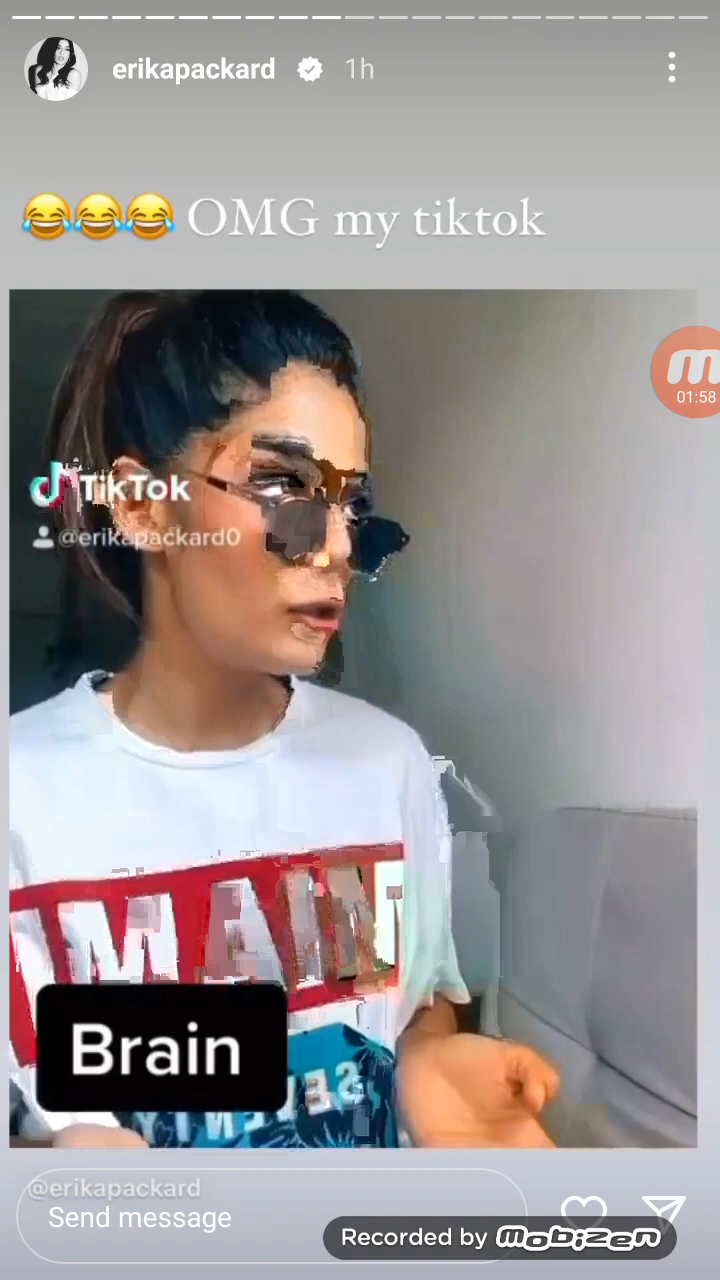 erikapackard 1h
😂😂😂 OMG my tiktok
01:58
TikTok
@erikapackard0
Brain
@erikapackard
Send message
Recorded by mobizen